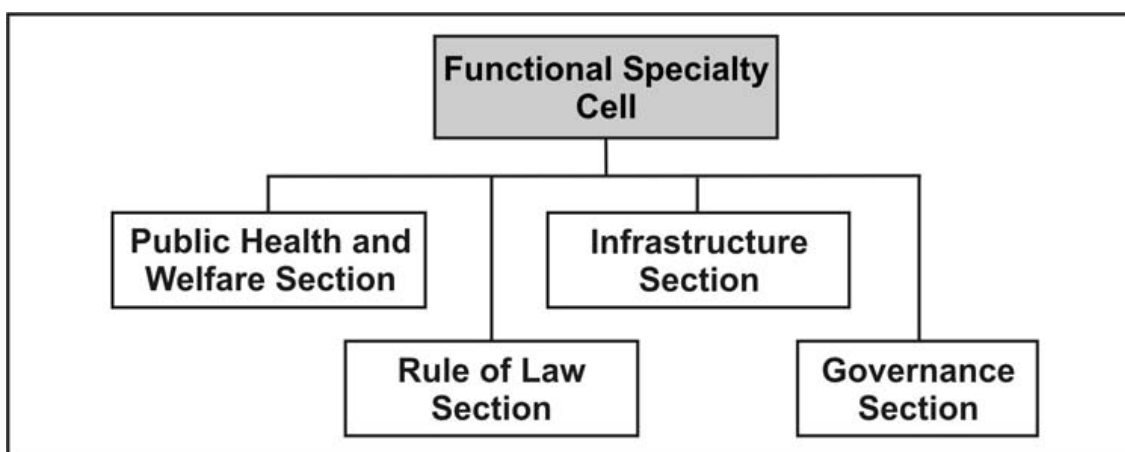 Functional Specialty
Cell
Public Health and
Welfare Section
Infrastructure
Section
Rule of Law
Section
Governance
Section